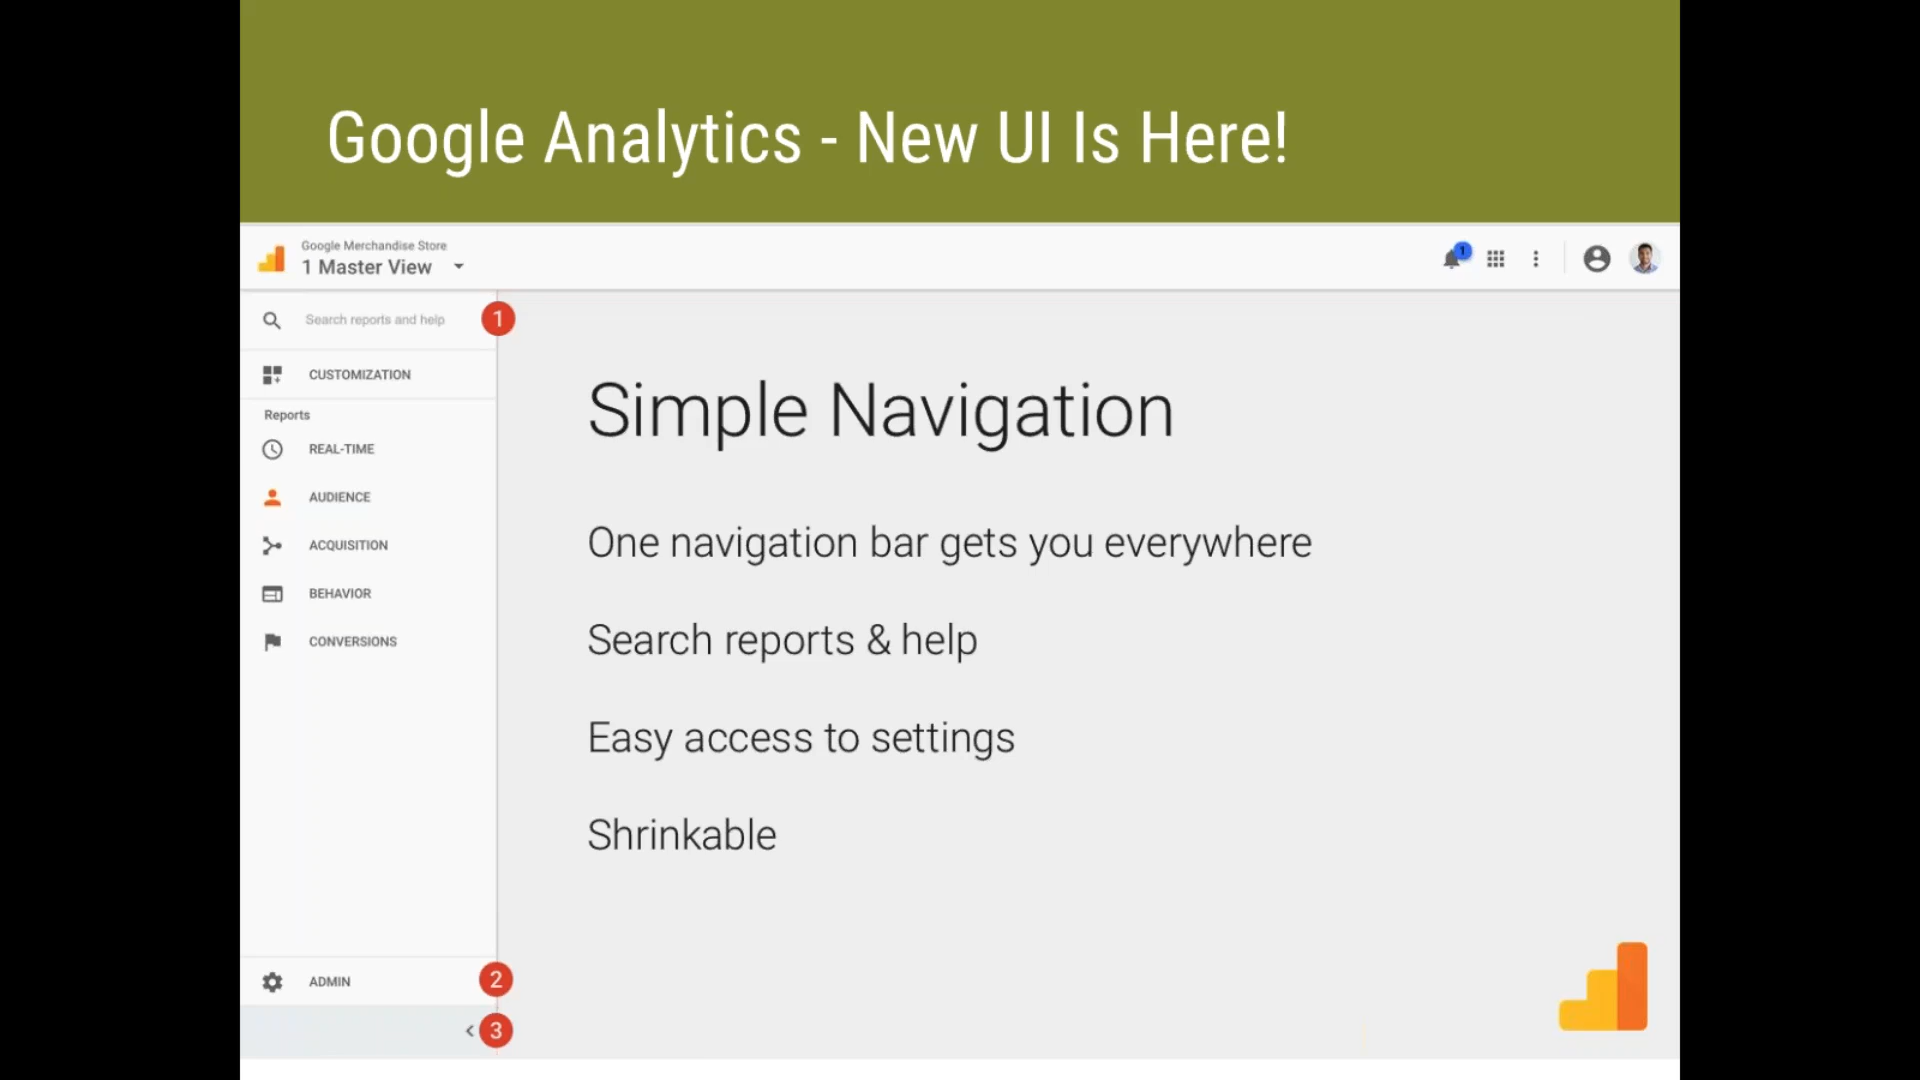 Google Analytics - New UI Is Here!
Google Merchandise Store
1 Master View
1
Search reports and help
1
CUSTOMIZATION
Reports
REAL-TIME
AUDIENCE
ACQUISITION
BEHAVIOR
CONVERSIONS
ADMIN
2
3
Simple Navigation
One navigation bar gets you everywhere
Search reports & help
Easy access to settings
Shrinkable